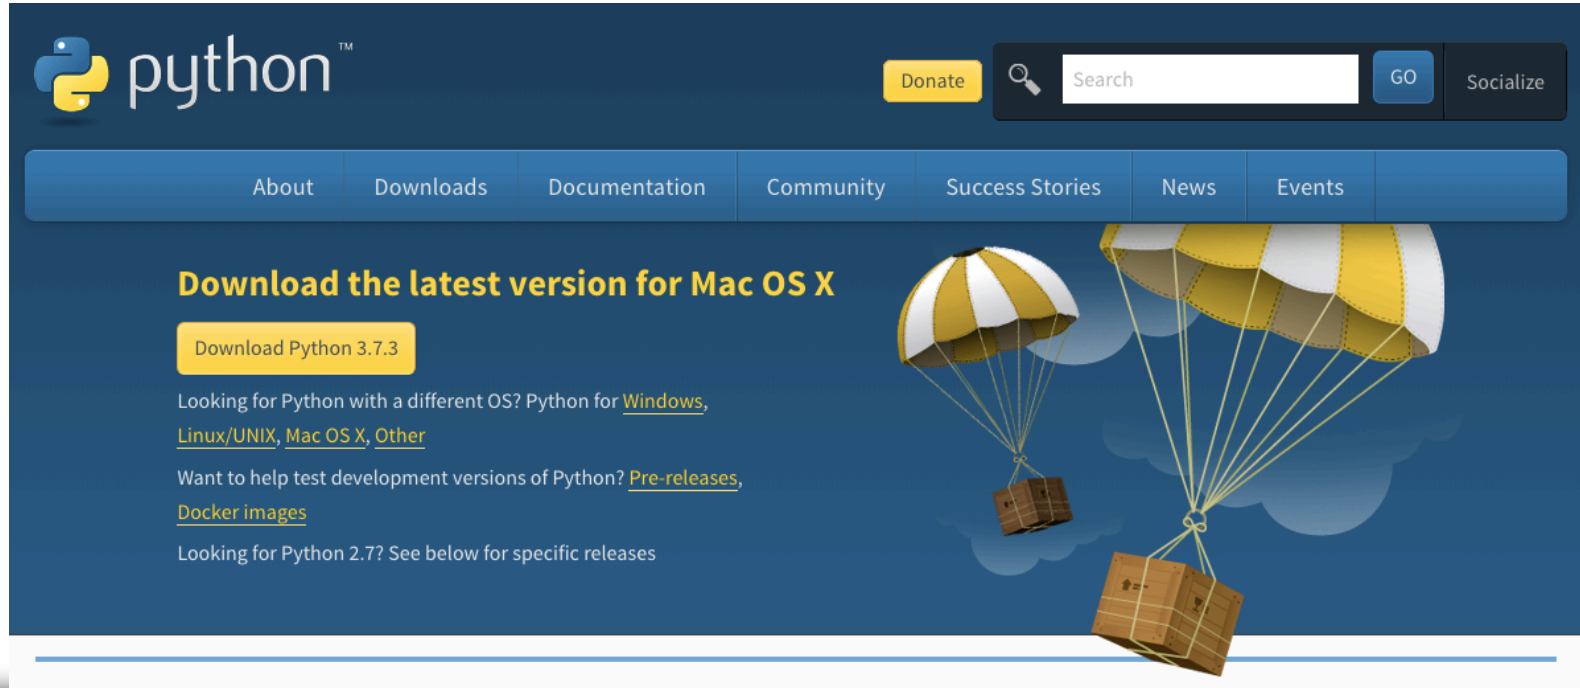 python™
Donate
Search
GO
Socialize
About
Downloads
Documentation
Community
Success Stories
News
Events
Download the latest version for Mac OS X
Download Python 3.7.3
Looking for Python with a different OS? Python for Windows,
Linux/UNIX, Mac OS X, Other
Want to help test development versions of Python? Pre-releases,
Docker images
Looking for Python 2.7? See below for specific releases